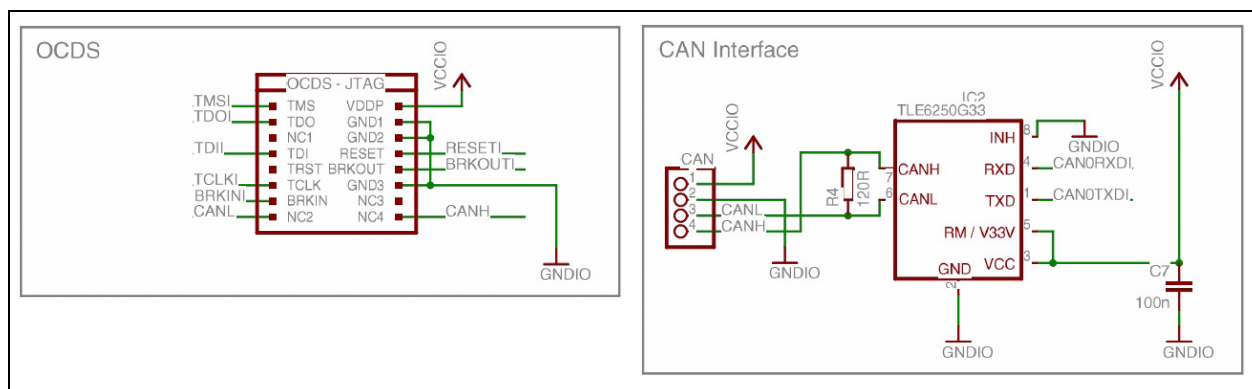 OCDS
VCCIO
OCDS - JTAG
TMSI TMS VDDP
TDOI TDO GND1
NC1 GND2
TDII TDI RESET RESETI
TRST BRKOUT BRKOUTI
TCLKI TCLK GND3
BRKINI BRKIN NC3
CANL NC2 NC4 CANH
GNDIO
CAN Interface
VCCIO
IC2
TLE6250G33
VCCIO
CAN
1
2
3 CANL
4 CANH
GNDIO
R4
120R
7 CANH
6 CANL
INH 8
GNDIO
RXD 4 CAN0RXDI
TXD 1 CAN0TXDI
RM / V33V 5
VCC 3
GND
2
GNDIO
C7
100n
GNDIO